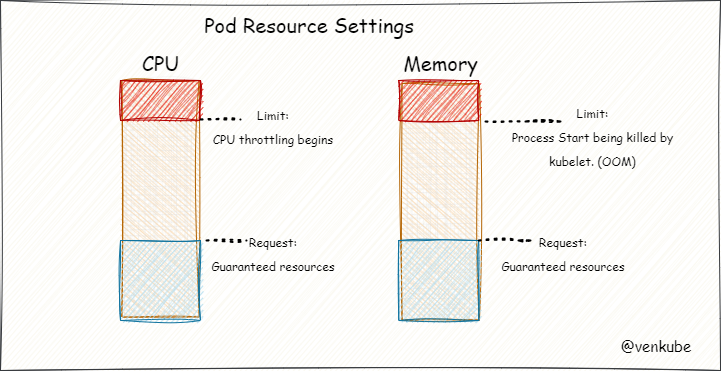 Pod Resource Settings
CPU
Memory
Limit:
CPU throttling begins
Limit:
Process Start being killed by
kubelet. (OOM)
Request:
Guaranteed resources
Request:
Guaranteed resources
@venkube